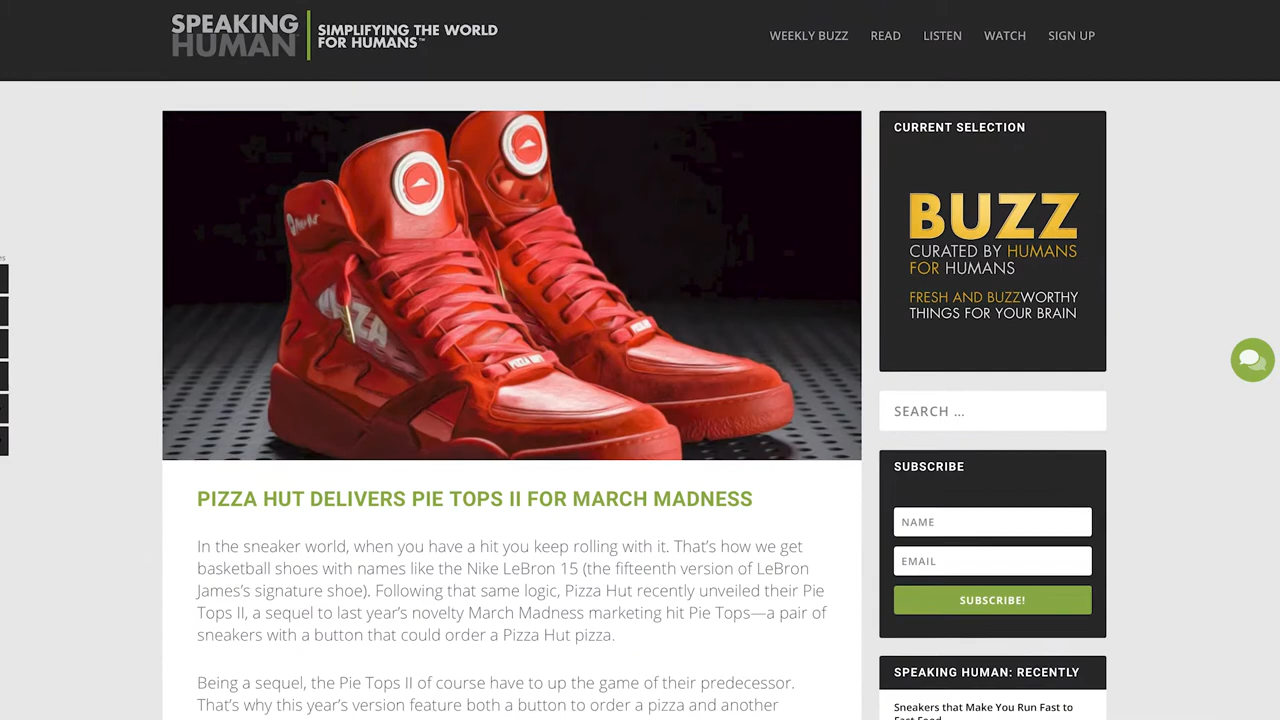 SPEAKING
HUMAN
SIMPLIFYING THE WORLD
FOR HUMANS™
WEEKLY BUZZ
READ
LISTEN
WATCH
SIGN UP
PIZZA HUT DELIVERS PIE TOPS II FOR MARCH MADNESS
In the sneaker world, when you have a hit you keep rolling with it. That’s how we get
basketball shoes with names like the Nike LeBron 15 (the fifteenth version of LeBron
James’s signature shoe). Following that same logic, Pizza Hut recently unveiled their Pie
Tops II, a sequel to last year’s novelty March Madness marketing hit Pie Tops—a pair of
sneakers with a button that could order a Pizza Hut pizza.
Being a sequel, the Pie Tops II of course have to up the game of their predecessor.
That’s why this year’s version feature both a button to order a pizza and another
CURRENT SELECTION
BUZZ
CURATED BY HUMANS
FOR HUMANS
FRESH AND BUZZWORTHY
THINGS FOR YOUR BRAIN
SEARCH …
SUBSCRIBE
NAME
EMAIL
SUBSCRIBE!
SPEAKING HUMAN: RECENTLY
Sneakers that Make You Run Fast to
Fast Food